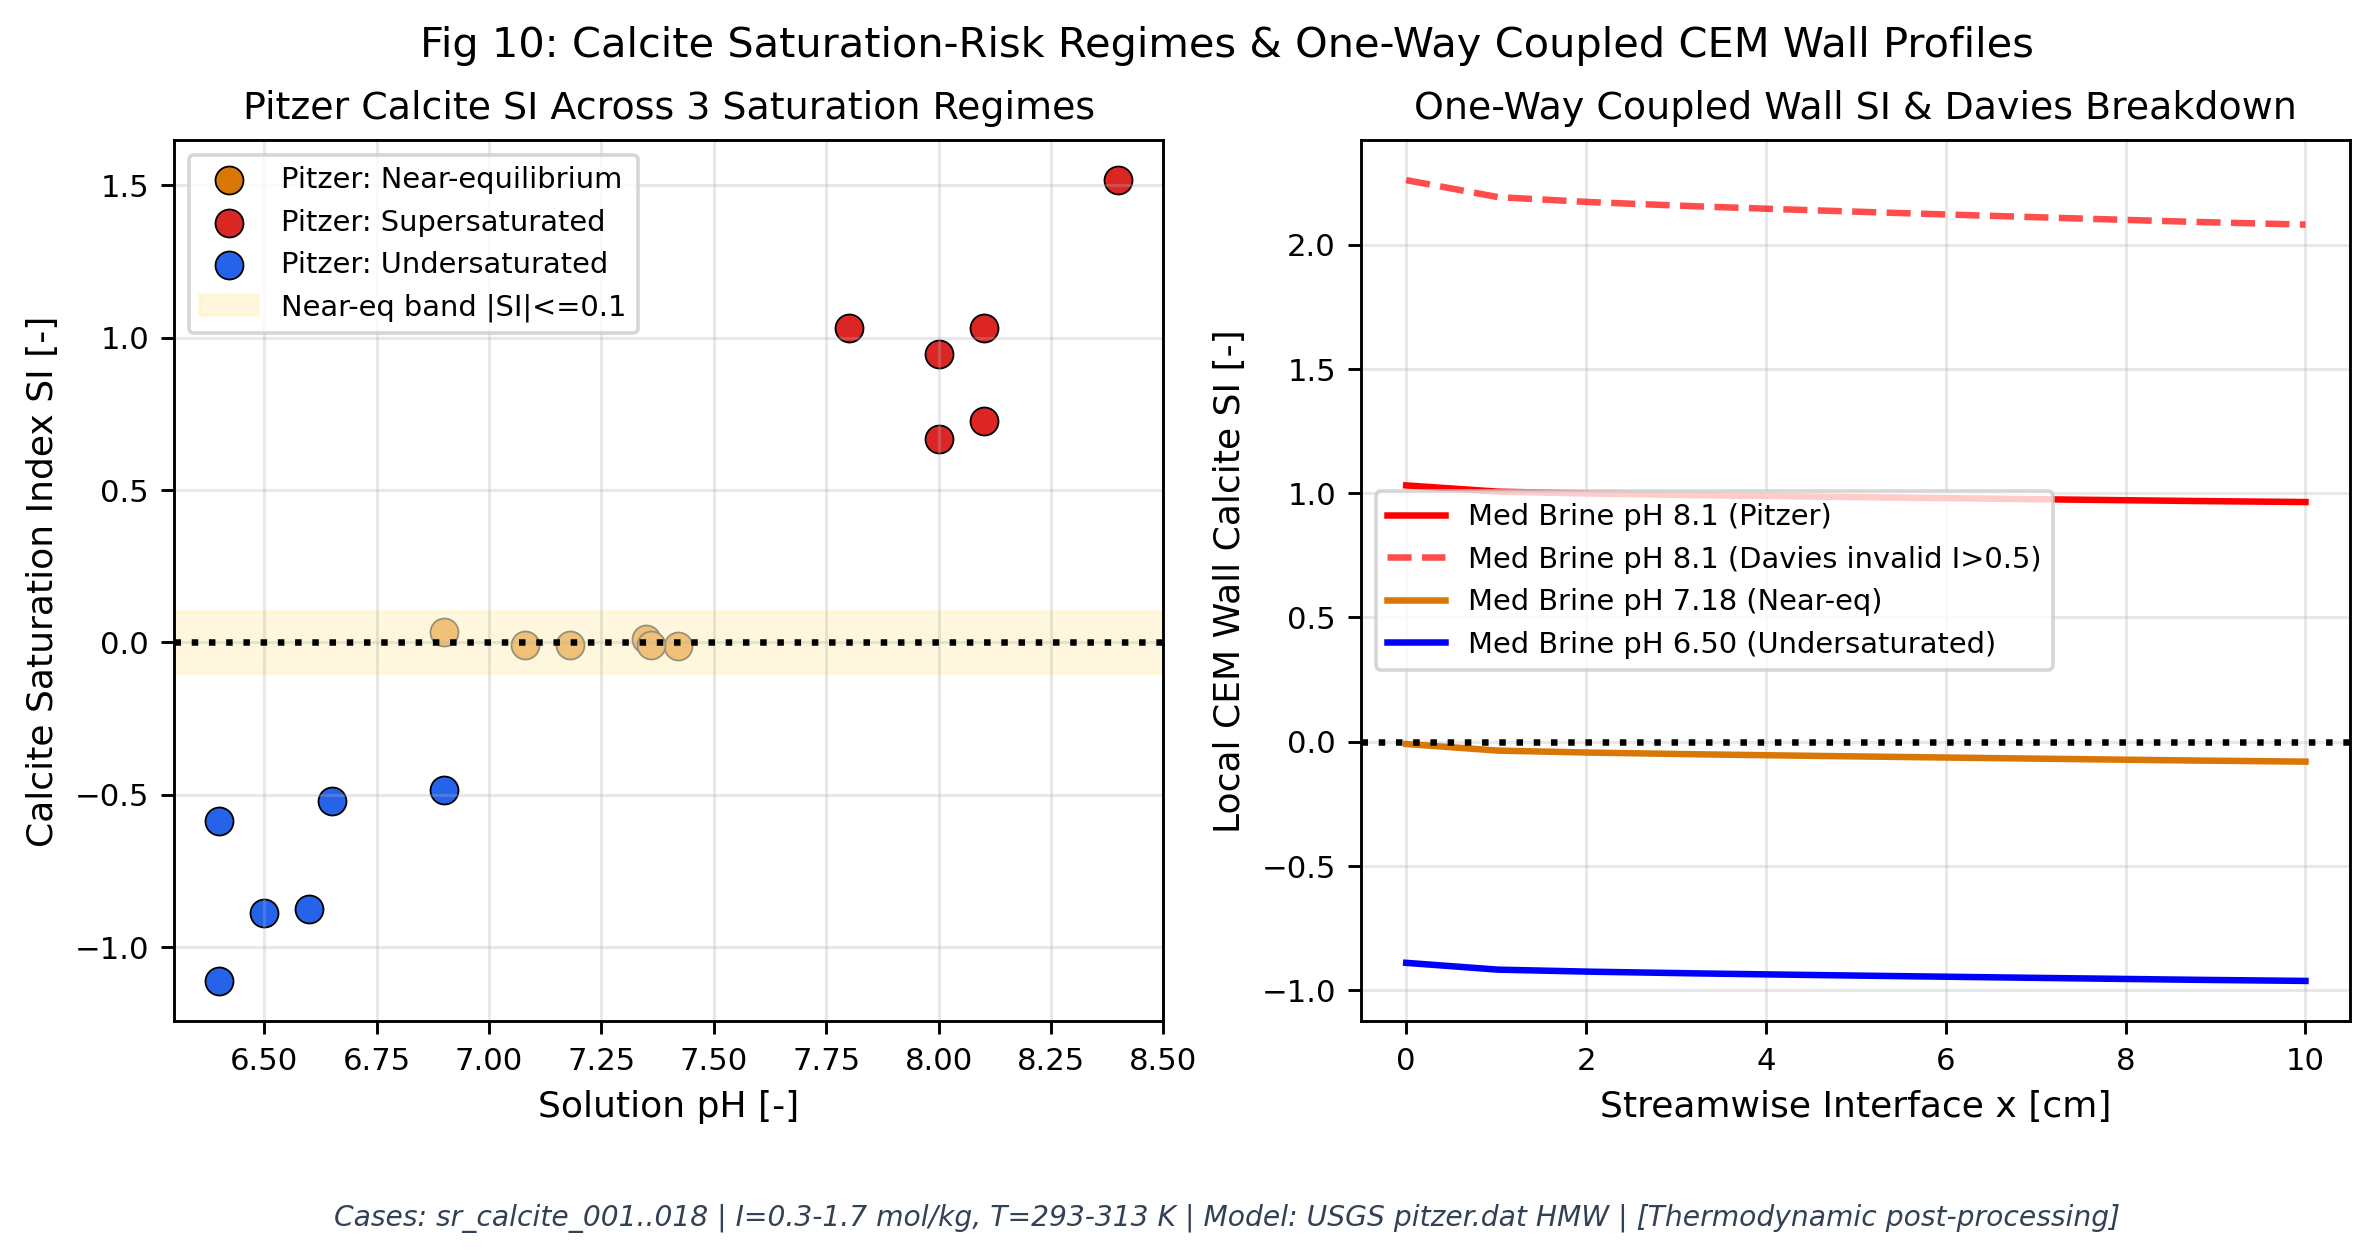 Fig 10: Calcite Saturation-Risk Regimes & One-Way Coupled CEM Wall Profiles
Pitzer Calcite SI Across 3 Saturation Regimes
Pitzer: Near-equilibrium
Pitzer: Supersaturated
Pitzer: Undersaturated
Near-eq band |SI|<=0.1
Calcite Saturation Index SI [-]
1.5
1.0
0.5
0.0
−0.5
−1.0
6.50 6.75 7.00 7.25 7.50 7.75 8.00 8.25 8.50
Solution pH [-]
One-Way Coupled Wall SI & Davies Breakdown
Local CEM Wall Calcite SI [-]
2.0
1.5
1.0
0.5
0.0
−0.5
−1.0
Med Brine pH 8.1 (Pitzer)
Med Brine pH 8.1 (Davies invalid I>0.5)
Med Brine pH 7.18 (Near-eq)
Med Brine pH 6.50 (Undersaturated)
0 2 4 6 8 10
Streamwise Interface x [cm]
Cases: sr_calcite_001..018 | I=0.3-1.7 mol/kg, T=293-313 K | Model: USGS pitzer.dat HMW | [Thermodynamic post-processing]